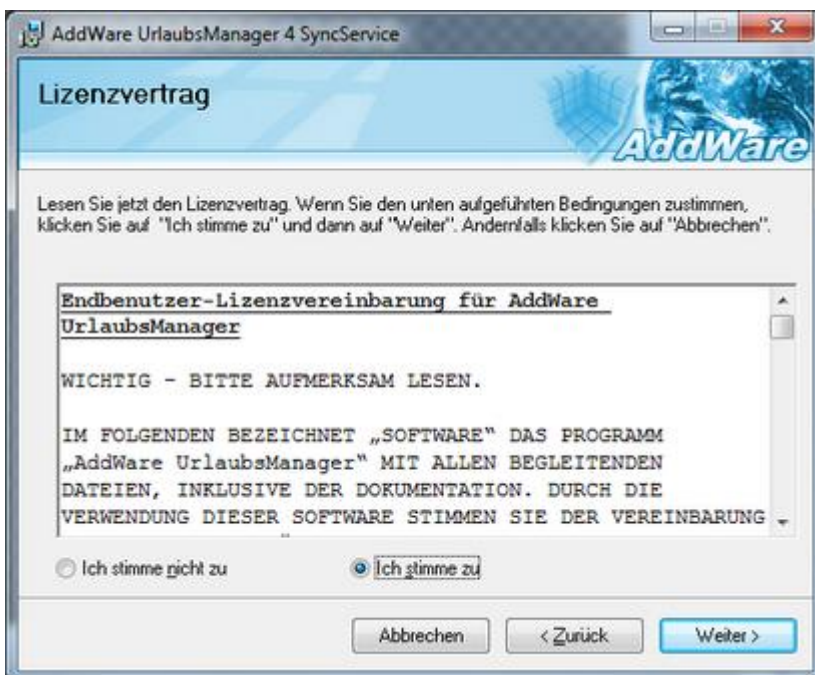 AddWare UrlaubsManager 4 SyncService
Lizenzvertrag
AddWare
Lesen Sie jetzt den Lizenzvertrag. Wenn Sie den unten aufgeführten Bedingungen zustimmen,
klicken Sie auf "Ich stimme zu" und dann auf "Weiter". Andernfalls klicken Sie auf "Abbrechen".
Endbenutzer-Lizenzvereinbarung für AddWare
UrlaubsManager
WICHTIG - BITTE AUFMERKSAM LESEN.
IM FOLGENDEN BEZEICHNET „SOFTWARE“ DAS PROGRAMM
„AddWare UrlaubsManager“ MIT ALLEN BEGLEITENDEN
DATEIEN, INKLUSIVE DER DOKUMENTATION. DURCH DIE
VERWENDUNG DIESER SOFTWARE STIMMEN SIE DER VEREINBARUNG
Ich stimme nicht zu Ich stimme zu
Abbrechen < Zurück Weiter >